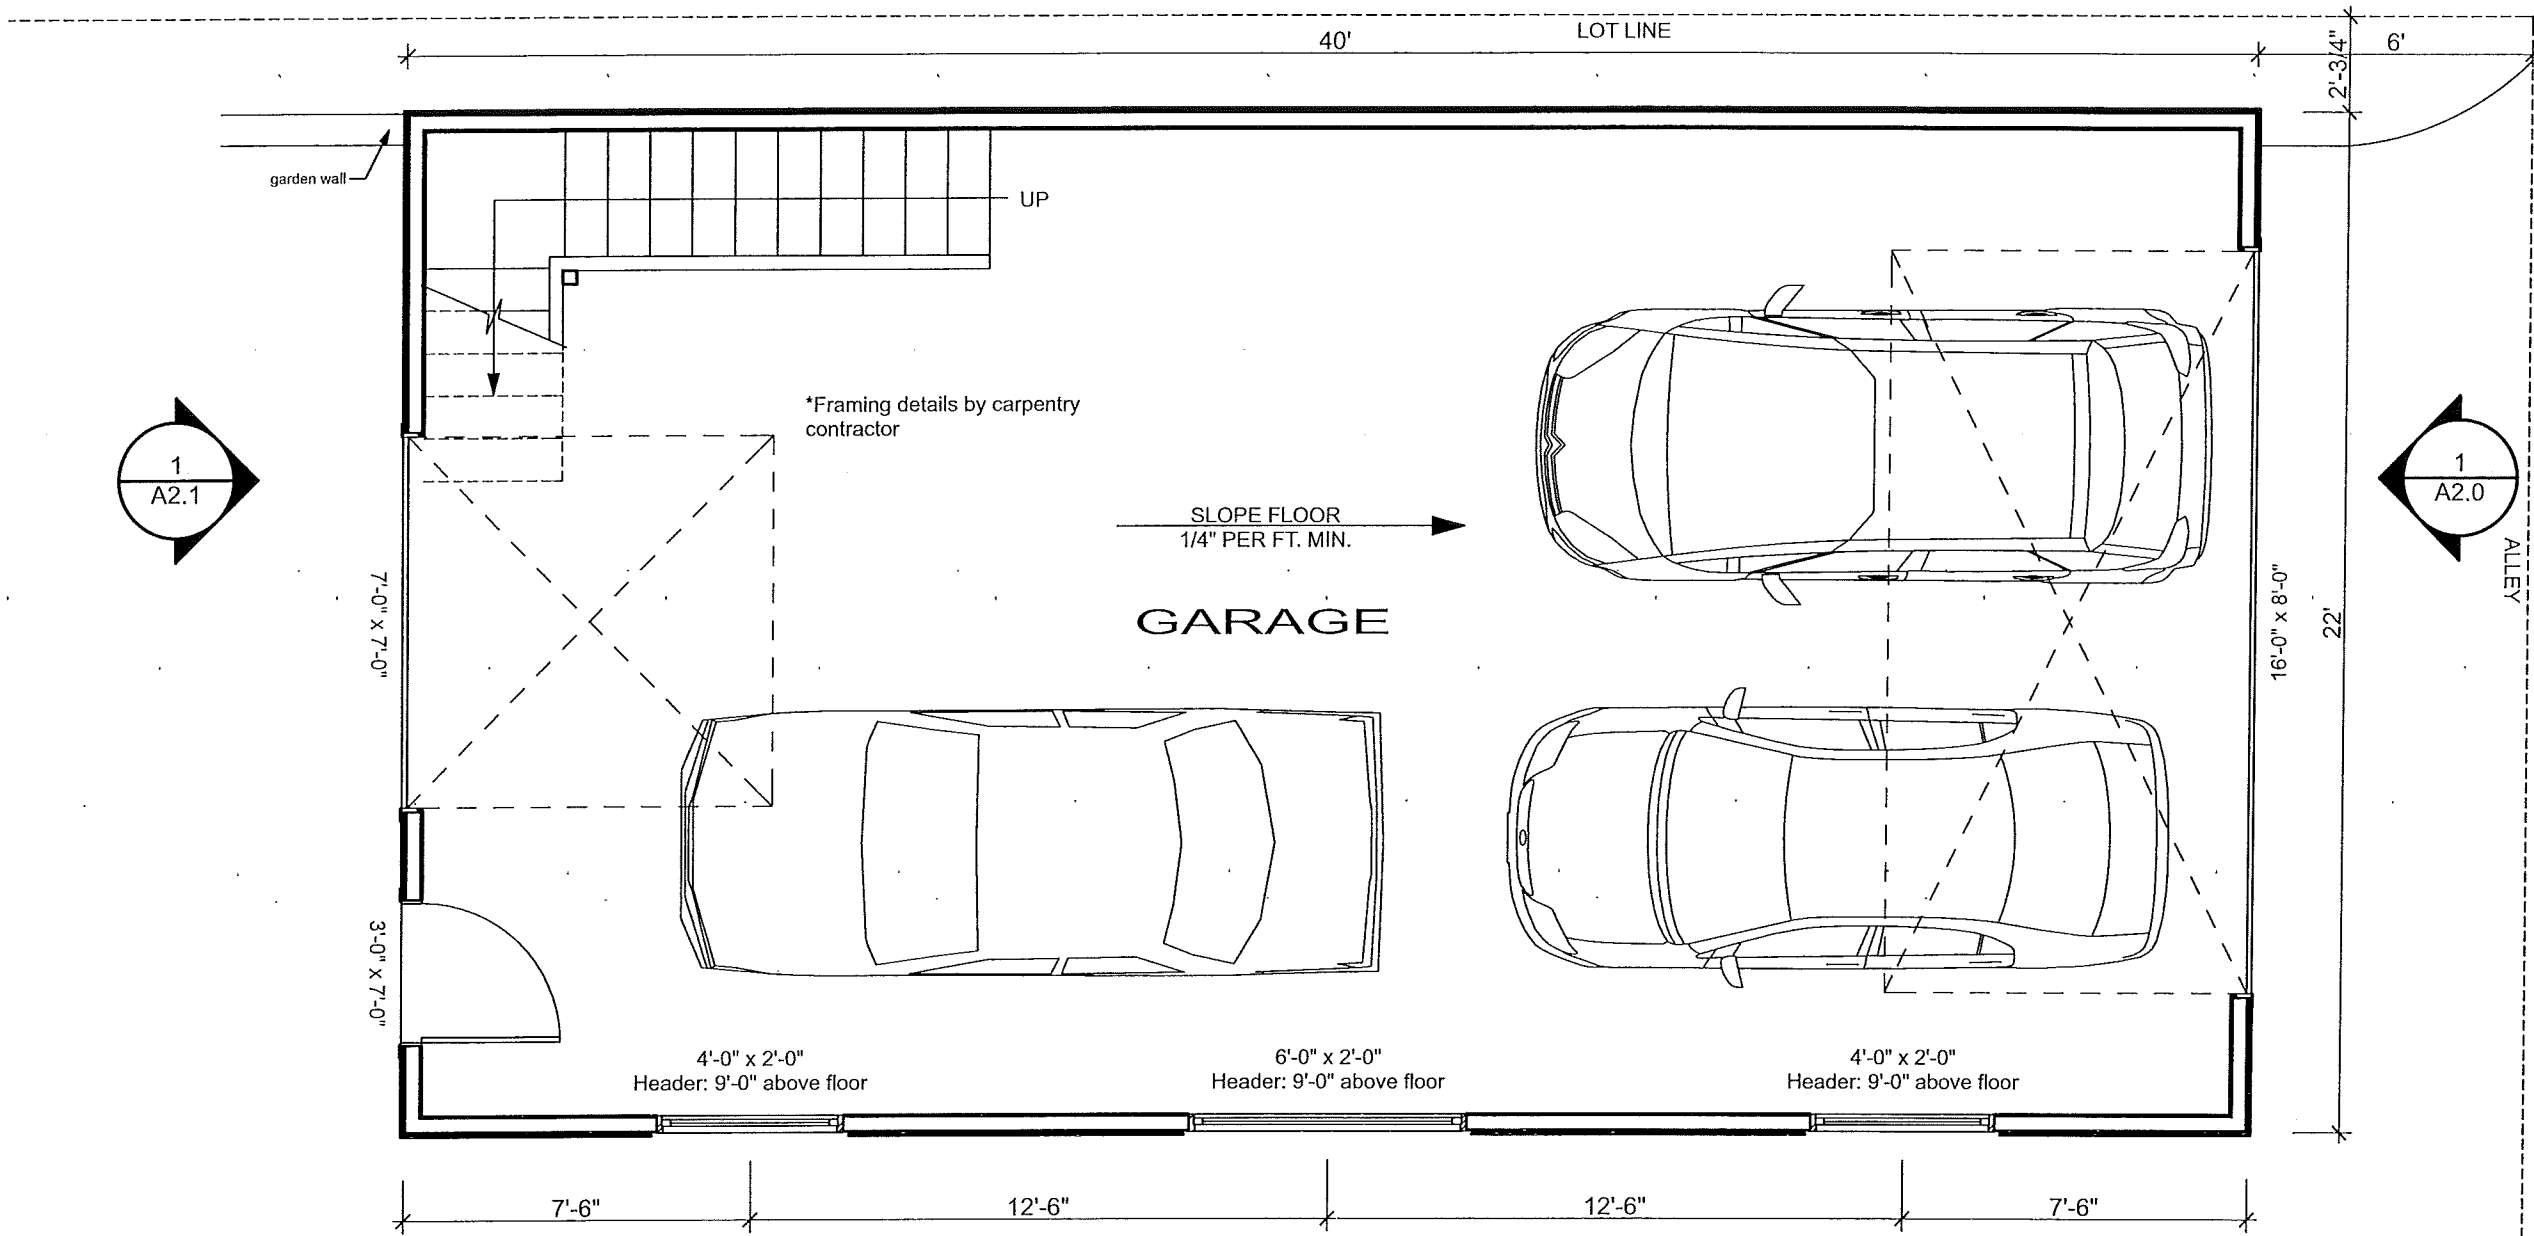 LOT LINE
40'
6'
2'-3/4"
garden wall
UP
*Framing details by carpentry
contractor
1
A2.1
1
A2.0
SLOPE FLOOR
1/4" PER FT. MIN.
ALLEY
7'-0" x 7'-0"
GARAGE
16'-0" x 8'-0"
22'
3'-0" x 7'-0"
4'-0" x 2'-0"
Header: 9'-0" above floor
6'-0" x 2'-0"
Header: 9'-0" above floor
4'-0" x 2'-0"
Header: 9'-0" above floor
7'-6"
12'-6"
12'-6"
7'-6"